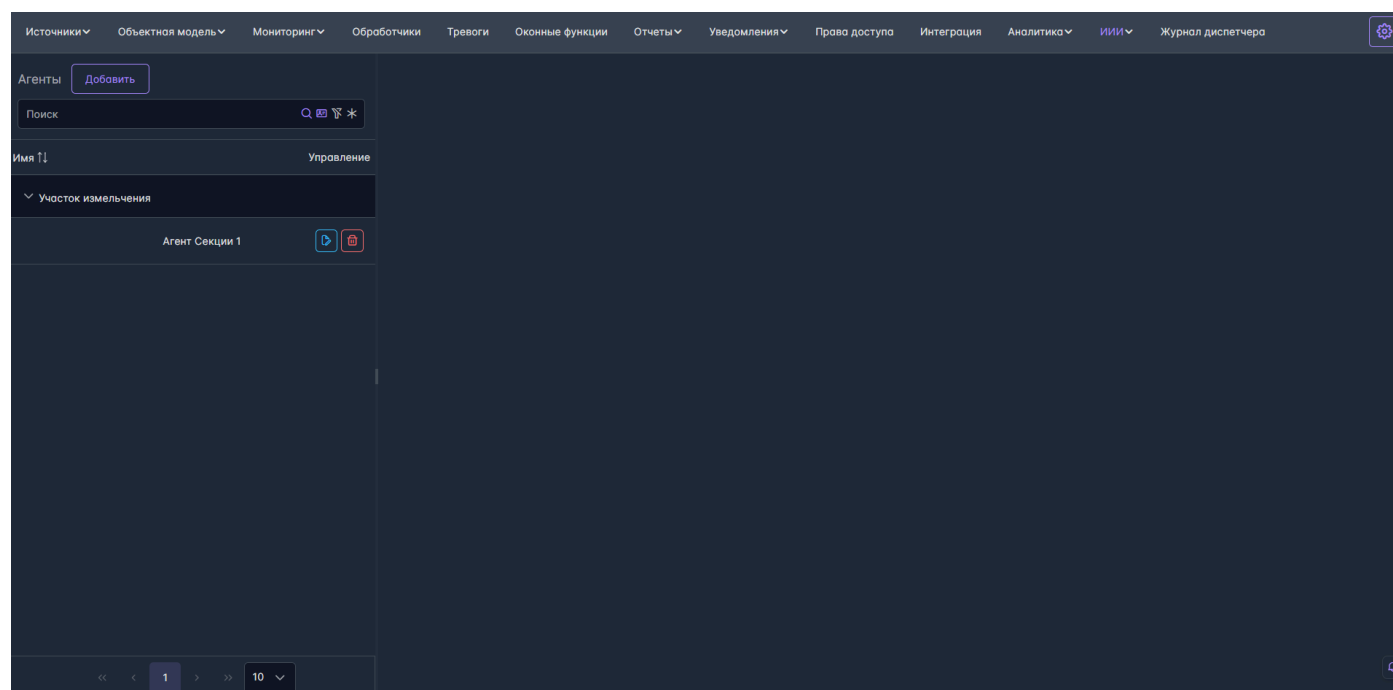 Источники Объектная модель Мониторинг Обработчики Тревоги Оконные функции Отчеты Уведомления Права доступа Интеграция Аналитика ИИИ Журнал диспетчера
Агенты Добавить
Поиск
Имя Управление
Участок измельчения
Агент Секции 1
« ‹ 1 › » 10